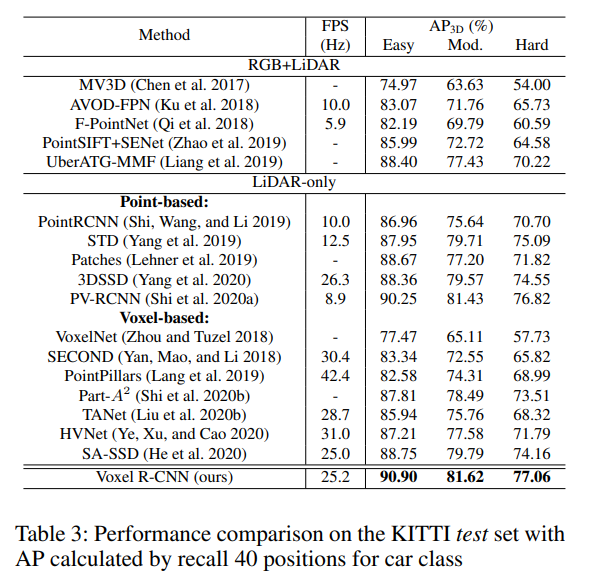 Method FPS AP3D (%)
(Hz) Easy Mod. Hard
RGB+LiDAR
MV3D (Chen et al. 2017) - 74.97 63.63 54.00
AVOD-FPN (Ku et al. 2018) 10.0 83.07 71.76 65.73
F-PointNet (Qi et al. 2018) 5.9 82.19 69.79 60.59
PointSIFT+SENet (Zhao et al. 2019) - 85.99 72.72 64.58
UberATG-MMF (Liang et al. 2019) - 88.40 77.43 70.22
LiDAR-only
Point-based:
PointRCNN (Shi, Wang, and Li 2019) 10.0 86.96 75.64 70.70
STD (Yang et al. 2019) 12.5 87.95 79.71 75.09
Patches (Lehner et al. 2019) - 88.67 77.20 71.82
3DSSD (Yang et al. 2020) 26.3 88.36 79.57 74.55
PV-RCNN (Shi et al. 2020a) 8.9 90.25 81.43 76.82
Voxel-based:
VoxelNet (Zhou and Tuzel 2018) - 77.47 65.11 57.73
SECOND (Yan, Mao, and Li 2018) 30.4 83.34 72.55 65.82
PointPillars (Lang et al. 2019) 42.4 82.58 74.31 68.99
Part-A² (Shi et al. 2020b) - 87.81 78.49 73.51
TANet (Liu et al. 2020b) 28.7 85.94 75.76 68.32
HVNet (Ye, Xu, and Cao 2020) 31.0 87.21 77.58 71.79
SA-SSD (He et al. 2020) 25.0 88.75 79.79 74.16
Voxel R-CNN (ours) 25.2 90.90 81.62 77.06
Table 3: Performance comparison on the KITTI test set with
AP calculated by recall 40 positions for car class